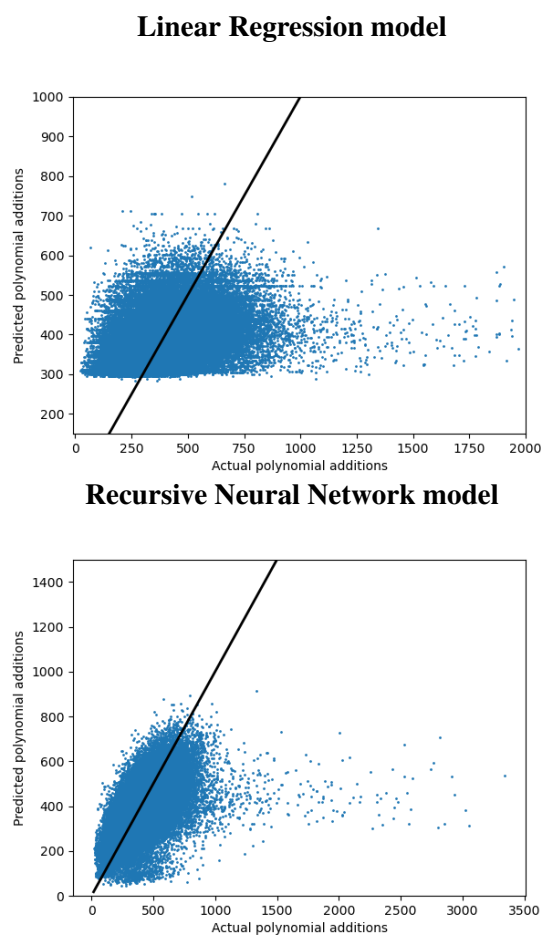 Linear Regression model
1000
900
800
700
600
500
400
300
200
Predicted polynomial additions
0 250 500 750 1000 1250 1500 1750 2000
Actual polynomial additions
Recursive Neural Network model
1400
1200
1000
800
600
400
200
0
Predicted polynomial additions
0 500 1000 1500 2000 2500 3000 3500
Actual polynomial additions